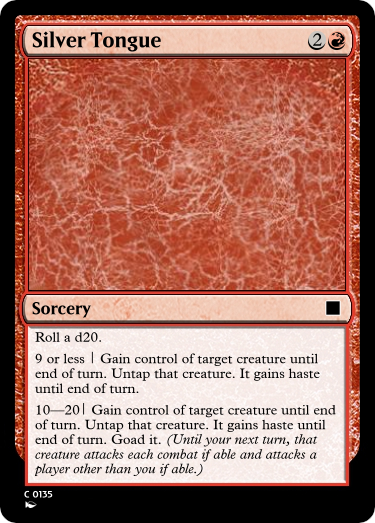 Silver Tongue 2
Sorcery
Roll a d20.
9 or less | Gain control of target creature until
end of turn. Untap that creature. It gains haste
until end of turn.
10—20| Gain control of target creature until end
of turn. Untap that creature. It gains haste until
end of turn. Goad it. (Until your next turn, that
creature attacks each combat if able and attacks a
player other than you if able.)
C 0135